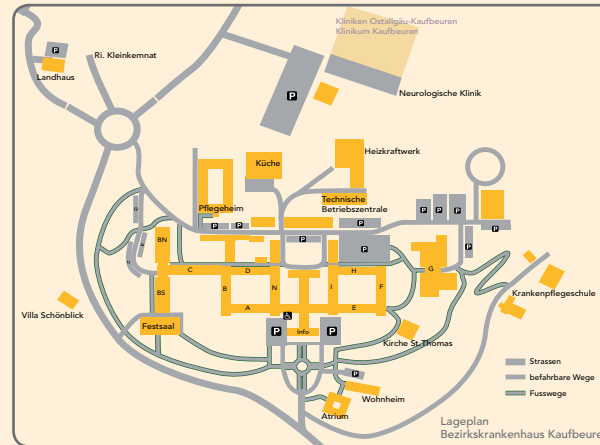 Kliniken Ostallgäu-Kaufbeuren
Klinikum Kaufbeuren
P
Ri. Kleinkemnat
Landhaus
P
Neurologische Klinik
Heizkraftwerk
Küche
Technische
Betriebszentrale
Pflegeheim
P
P
P
P
P
P
P
P
P
P
P
BN
C
D
H
G
BS
B
N
I
F
A
E
Krankenpflegeschule
Villa Schönblick
Festsaal
P
Info
P
Kirche St. Thomas
P
Wohnheim
Atrium
Strassen
befahrbare Wege
Fusswege
Lageplan
Bezirkskrankenhaus Kaufbeure